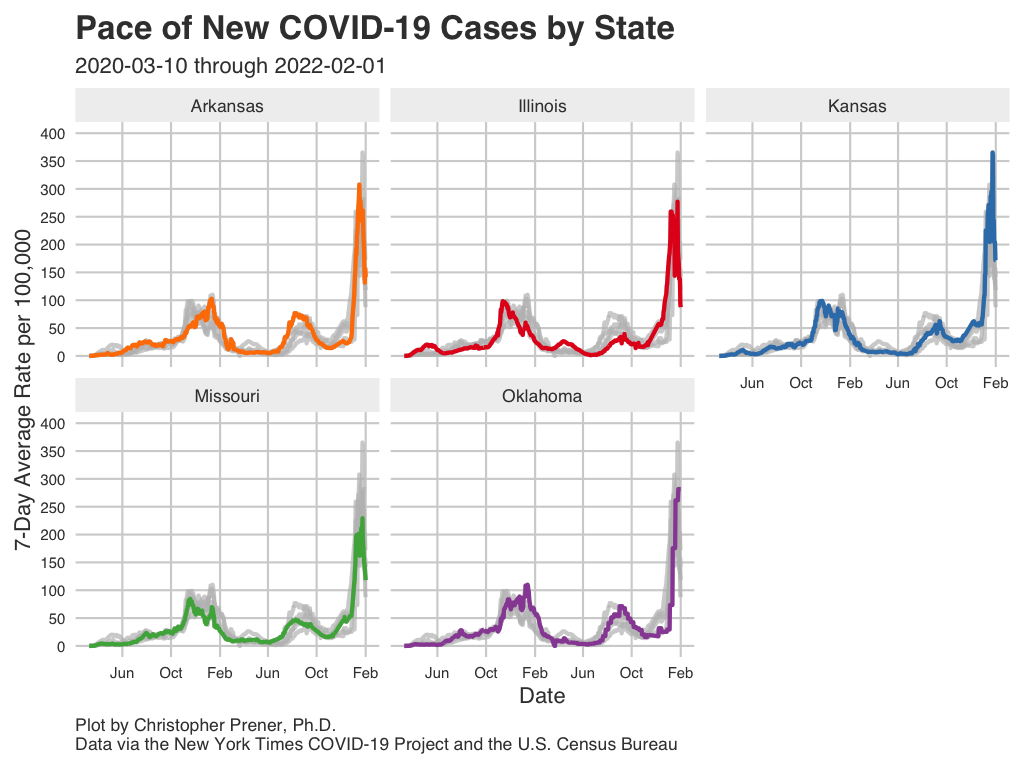 Pace of New COVID-19 Cases by State
2020-03-10 through 2022-02-01
Arkansas
Illinois
Kansas
400
350
300
250
200
150
100
50
0
Jun Oct Feb Jun Oct Feb
Missouri
Oklahoma
400
350
300
250
200
150
100
50
0
Jun Oct Feb Jun Oct Feb
Jun Oct Feb Jun Oct Feb
7-Day Average Rate per 100,000
Date
Plot by Christopher Prener, Ph.D.
Data via the New York Times COVID-19 Project and the U.S. Census Bureau